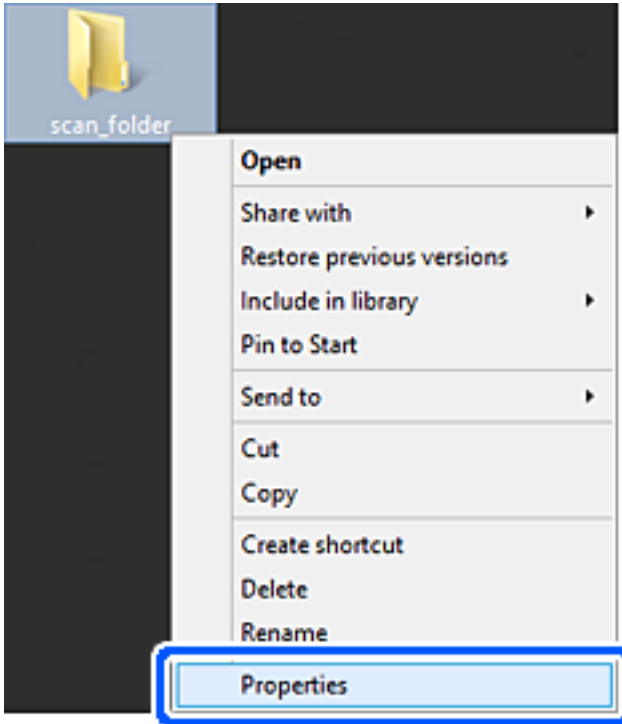 scan_folder
Open
Share with
Restore previous versions
Include in library
Pin to Start
Send to
Cut
Copy
Create shortcut
Delete
Rename
Properties